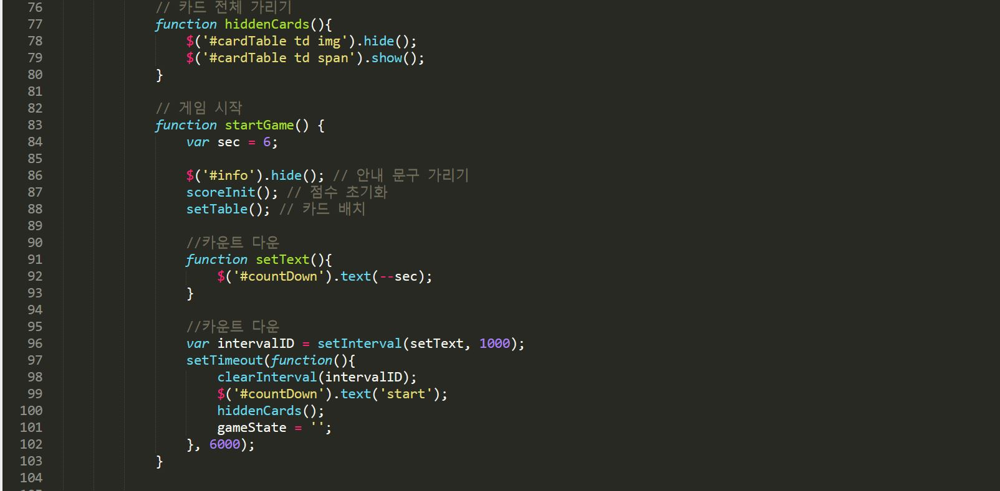 76 // 카드 전체 가리기
77 function hiddenCards(){
78 $('#cardTable td img').hide();
79 $('#cardTable td span').show();
80 }
81
82 // 게임 시작
83 function startGame() {
84 var sec = 6;
85
86 $('#info').hide(); // 안내 문구 가리기
87 scoreInit(); // 점수 초기화
88 setTable(); // 카드 배치
89
90 //카운트 다운
91 function setText(){
92 $('#countDown').text(--sec);
93 }
94
95 //카운트 다운
96 var intervalID = setInterval(setText, 1000);
97 setTimeout(function(){
98 clearInterval(intervalID);
99 $('#countDown').text('start');
100 hiddenCards();
101 gameState = '';
102 }, 6000);
103 }
104